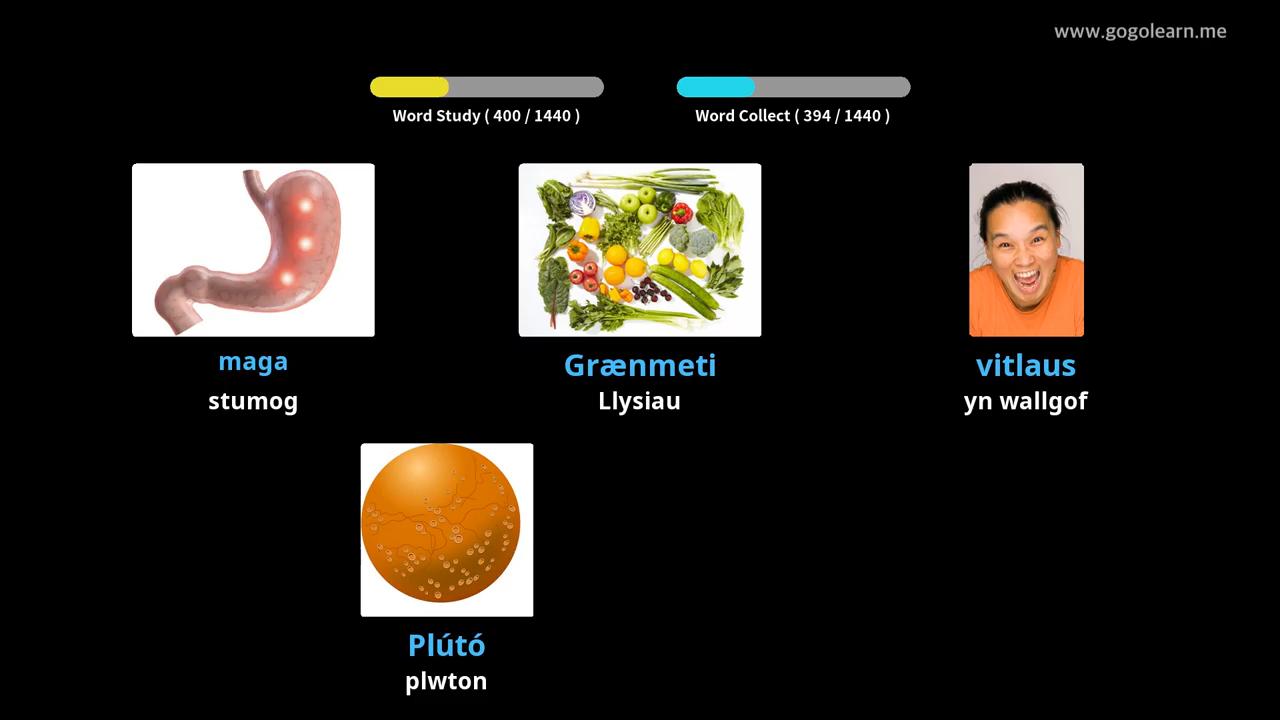 www.gogolearn.me
Word Study ( 400 / 1440 )
Word Collect ( 394 / 1440 )
maga
stumog
Grænmeti
Llysiau
vitlaus
yn wallgof
Plútó
plwton